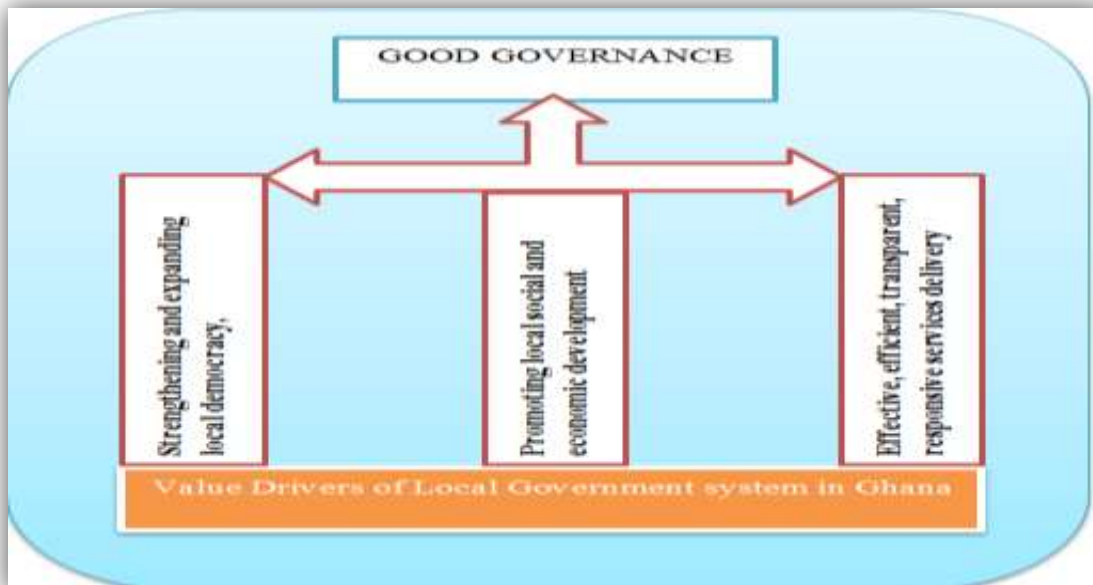 GOOD GOVERNANCE
Strengthening and expanding
local democracy,
Promoting local social and
economic development
Effective, efficient, transparent,
responsive services delivery
Value Drivers of Local Government system in Ghana